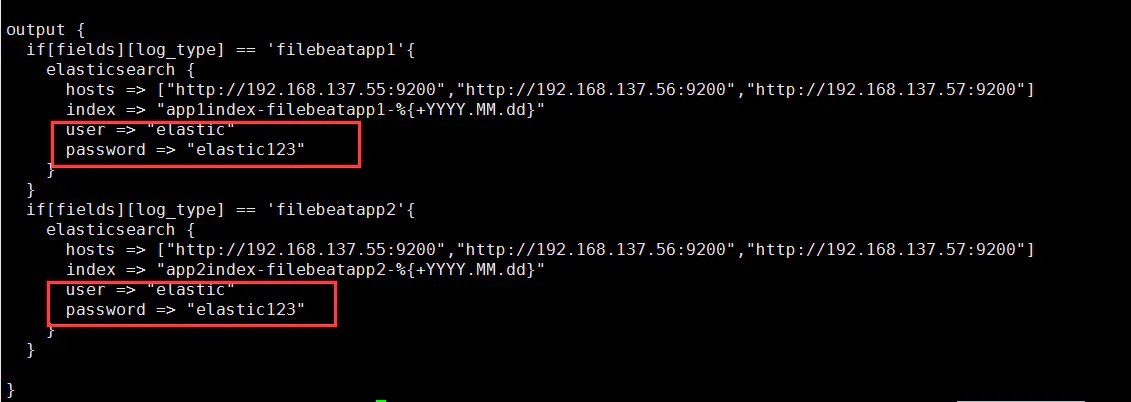 output {
  if[fields][log_type] == 'filebeatapp1'{
    elasticsearch {
      hosts => ["http://192.168.137.55:9200","http://192.168.137.56:9200","http://192.168.137.57:9200"]
      index => "app1index-filebeatapp1-%{+YYYY.MM.dd}"
      user => "elastic"
      password => "elastic123"
    }
  }
  if[fields][log_type] == 'filebeatapp2'{
    elasticsearch {
      hosts => ["http://192.168.137.55:9200","http://192.168.137.56:9200","http://192.168.137.57:9200"]
      index => "app2index-filebeatapp2-%{+YYYY.MM.dd}"
      user => "elastic"
      password => "elastic123"
    }
  }
}